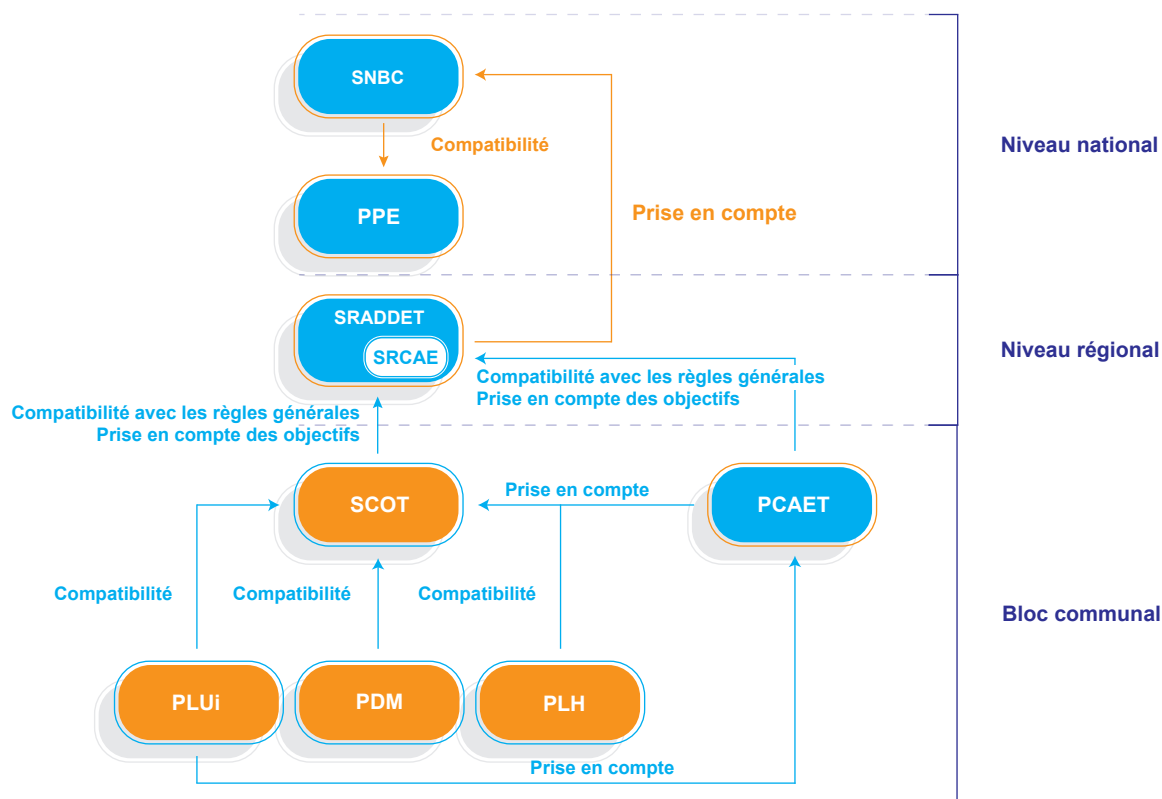 SNBC
Compatibilité
Niveau national
PPE
Prise en compte
SRADDET
SRCAE
Niveau régional
Compatibilité avec les règles générales
Prise en compte des objectifs
Compatibilité avec les règles générales
Prise en compte des objectifs
SCOT
Prise en compte
PCAET
Compatibilité
Compatibilité
Compatibilité
Bloc communal
PLUi
PDM
PLH
Prise en compte